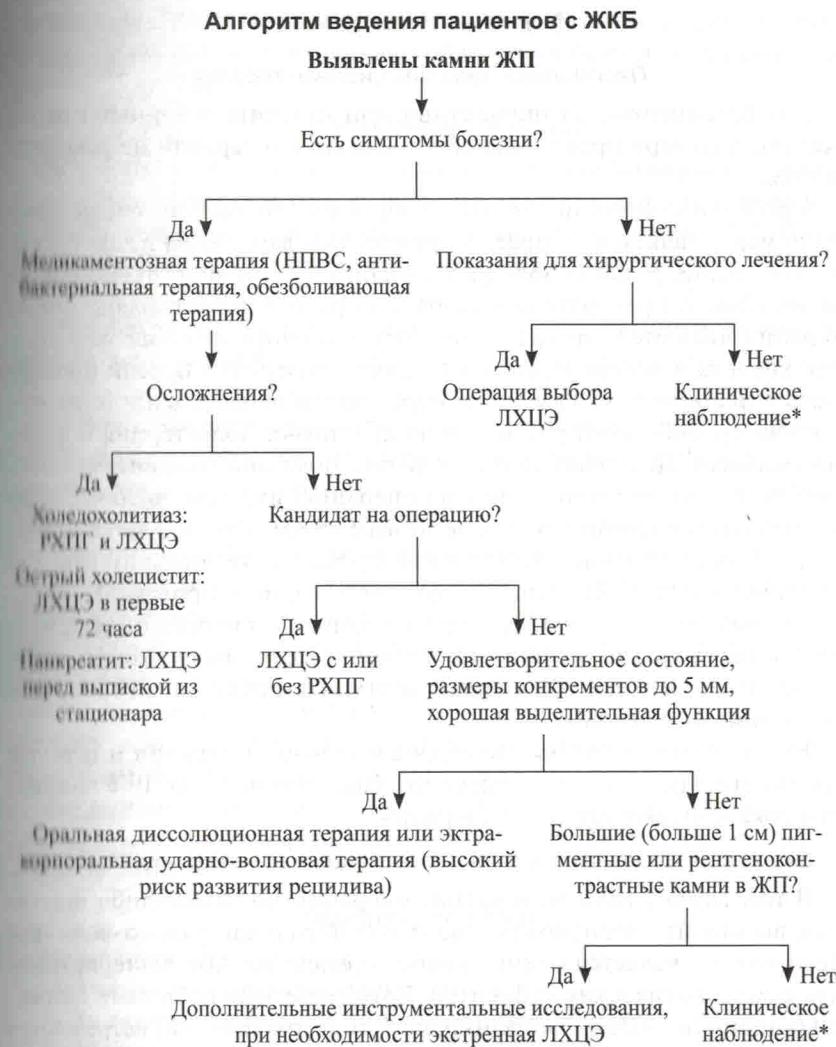 Алгоритм ведения пациентов с ЖКБ
Выявлены камни ЖП
Есть симптомы болезни?
Да
Нет
Медикаментозная терапия (НПВС, анти-
бактериальная терапия, обезболивающая
терапия)
Показания для хирургического лечения?
Да
Нет
Осложнения?
Операция выбора
ЛХЦЭ
Клиническое
наблюдение*
Да
Нет
Холедохолитиаз:
РХПГ и ЛХЦЭ
Острый холецистит:
ЛХЦЭ в первые
72 часа
Панкреатит: ЛХЦЭ
перед выпиской из
стационара
Кандидат на операцию?
Да
Нет
ЛХЦЭ с или
без РХПГ
Удовлетворительное состояние,
размеры конкрементов до 5 мм,
хорошая выделительная функция
Да
Нет
Оральная диссолюционная терапия или эктра-
корпоральная ударно-волновая терапия (высокий
риск развития рецидива)
Большие (больше 1 см) пиг-
ментные или рентгенокон-
трастные камни в ЖП?
Да
Нет
Дополнительные инструментальные исследования,
при необходимости экстренная ЛХЦЭ
Клиническое
наблюдение*